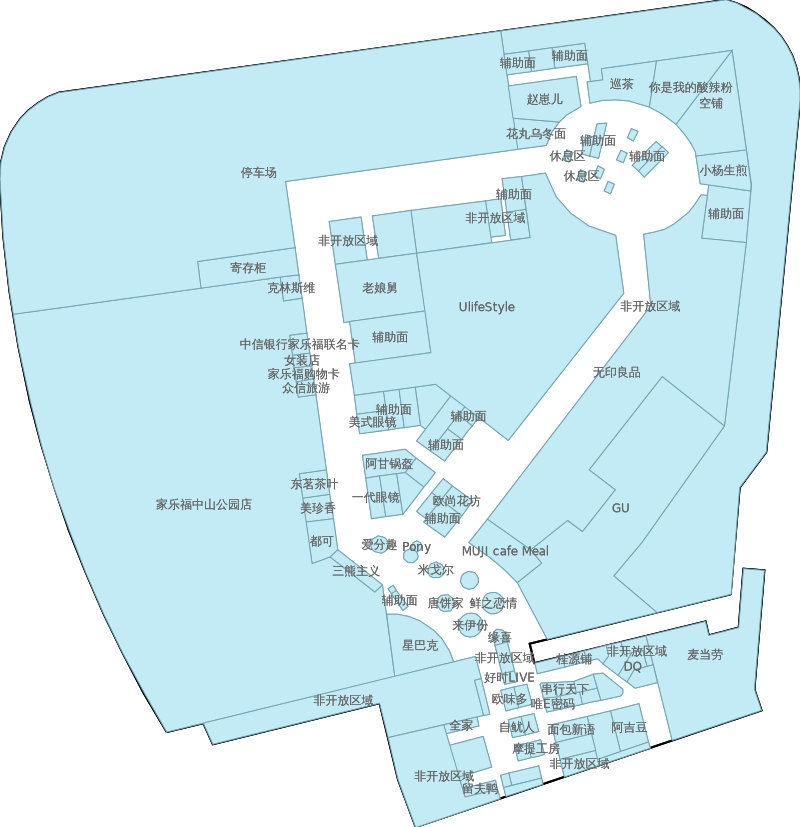 辅助面
辅助面
巡茶
你是我的酸辣粉
空铺
赵崽儿
花丸乌冬面
辅助面
休息区
辅助面
休息区
小杨生煎
停车场
辅助面
辅助面
非开放区域
非开放区域
寄存柜
克林斯维
老娘舅
UlifeStyle
非开放区域
辅助面
中信银行家乐福联名卡
女装店
家乐福购物卡
众信旅游
无印良品
辅助面
美式眼镜
辅助面
辅助面
阿甘锅盔
东茗茶叶
一代眼镜
欧尚花坊
家乐福中山公园店
美珍香
辅助面
GU
都可
爱分趣
Pony
MUJI cafe Meal
三熊主义
米戈尔
辅助面
唐饼家
鲜之恋情
来伊份
缘喜
星巴克
非开放区域
桂源铺
非开放区域
DQ
麦当劳
好时LIVE
串行天下
非开放区域
欧味多
唯E密码
全家
自鱿人
面包新语
阿吉豆
摩提工房
非开放区域
非开放区域
留夫鸭